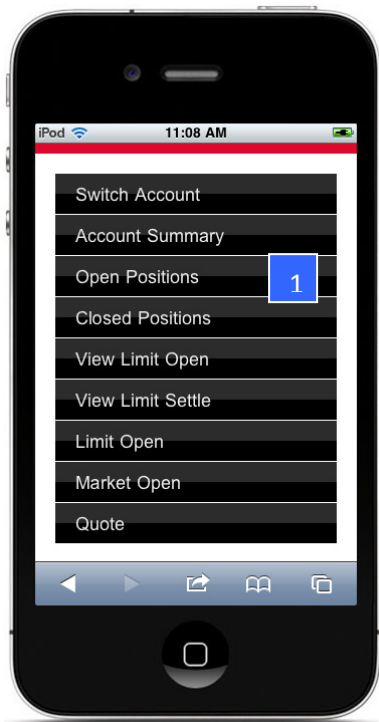 iPod 11:08 AM
Switch Account
Account Summary
Open Positions
1
Closed Positions
View Limit Open
View Limit Settle
Limit Open
Market Open
Quote